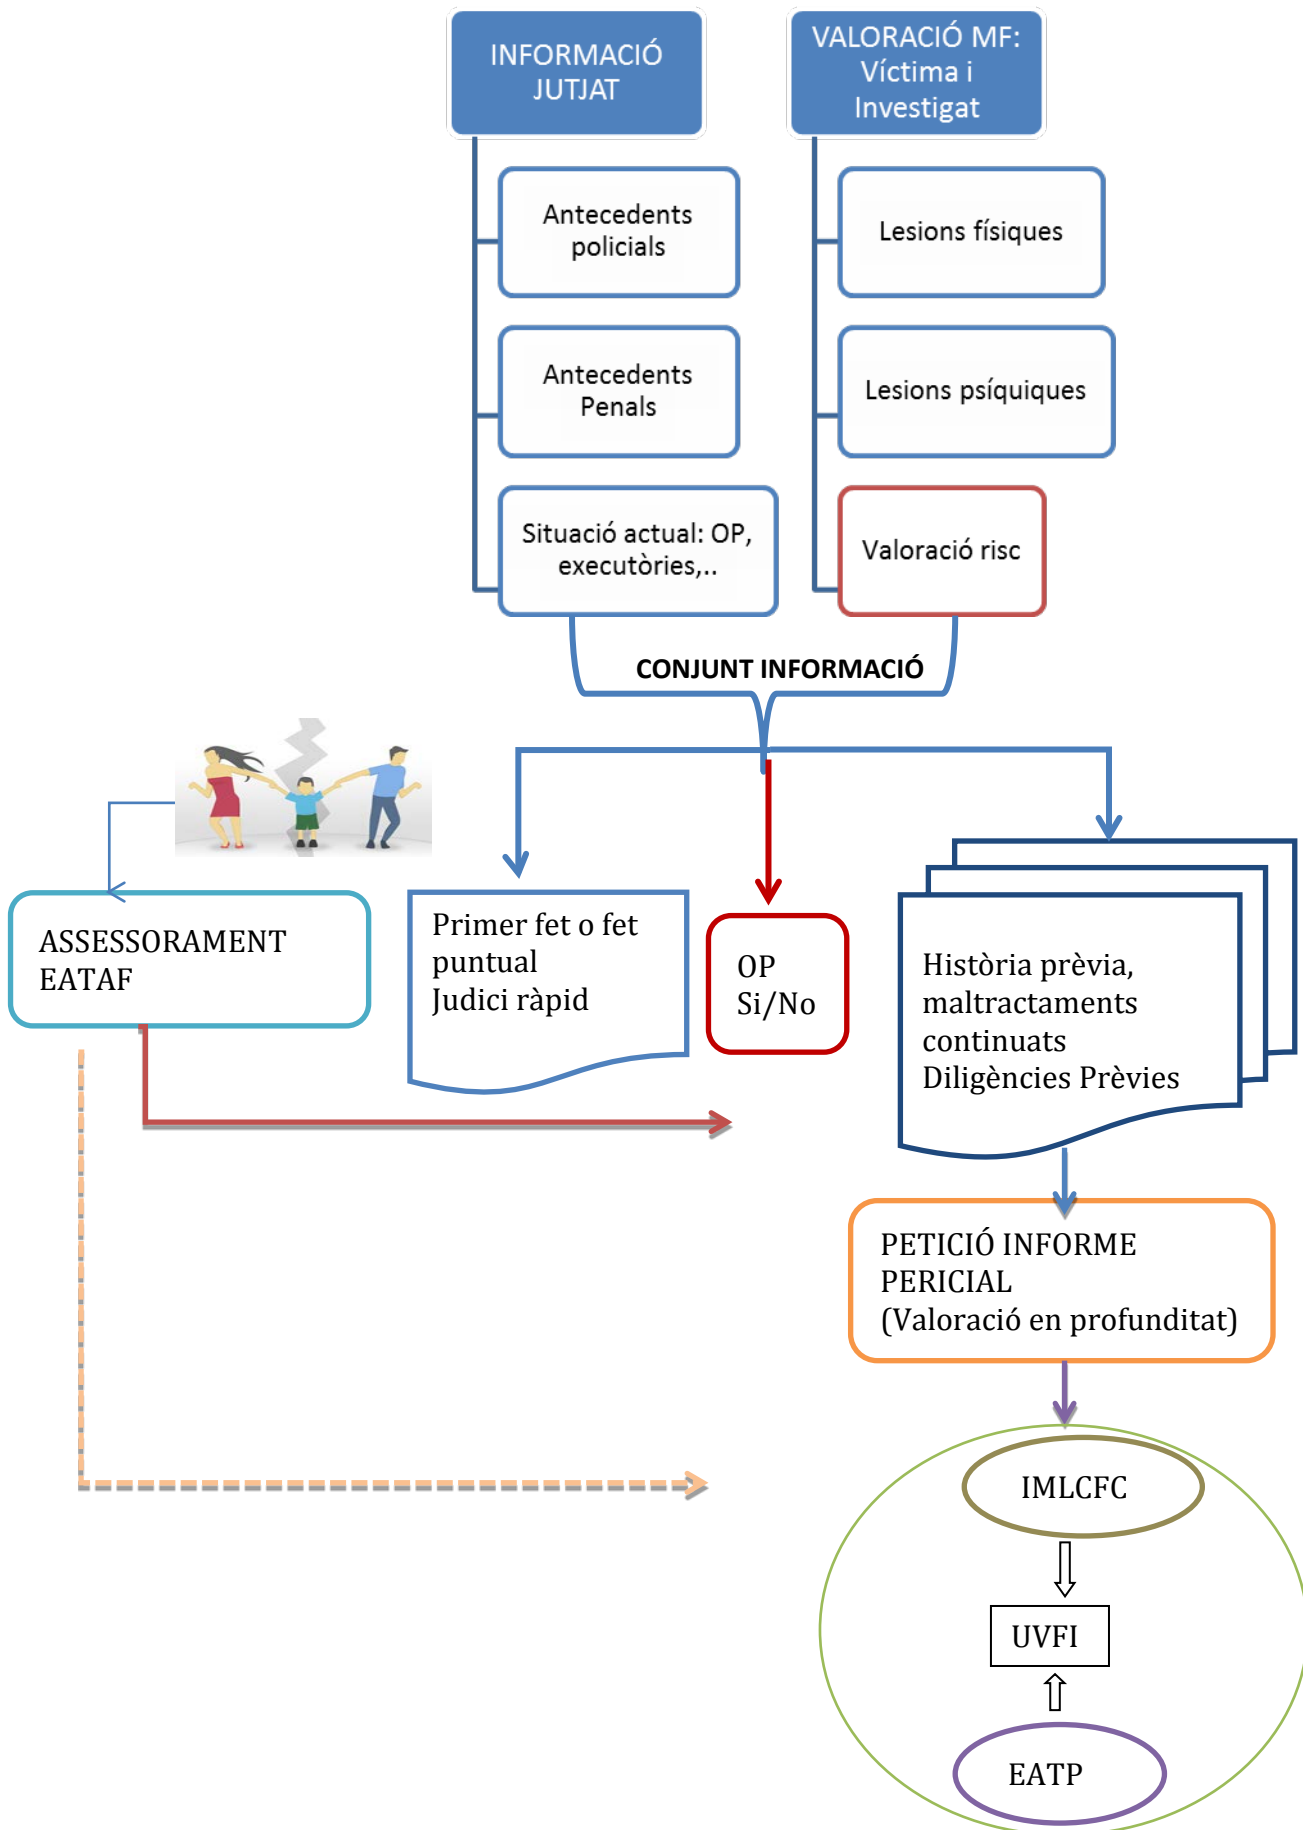 INFORMACIÓ
JUTJAT
VALORACIÓ MF:
Víctima i
Investigat
Antecedents
policials
Lesions físiques
Antecedents
Penals
Lesions psíquiques
Situació actual: OP,
executòries,..
Valoració risc
CONJUNT INFORMACIÓ
ASSESSORAMENT
EATAF
Primer fet o fet
puntual
Judici ràpid
OP
Si/No
Història prèvia,
maltractaments
continuats
Diligències Prèvies
PETICIÓ INFORME
PERICIAL
(Valoració en profunditat)
IMLCFC
UVFI
EATP